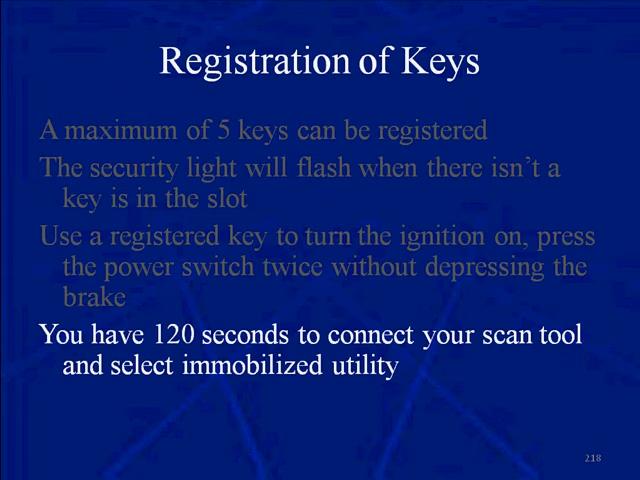 Registration of Keys
A maximum of 5 keys can be registered
The security light will flash when there isn't a
key is in the slot
Use a registered key to turn the ignition on, press
the power switch twice without depressing the
brake
You have 120 seconds to connect your scan tool
and select immobilized utility
218